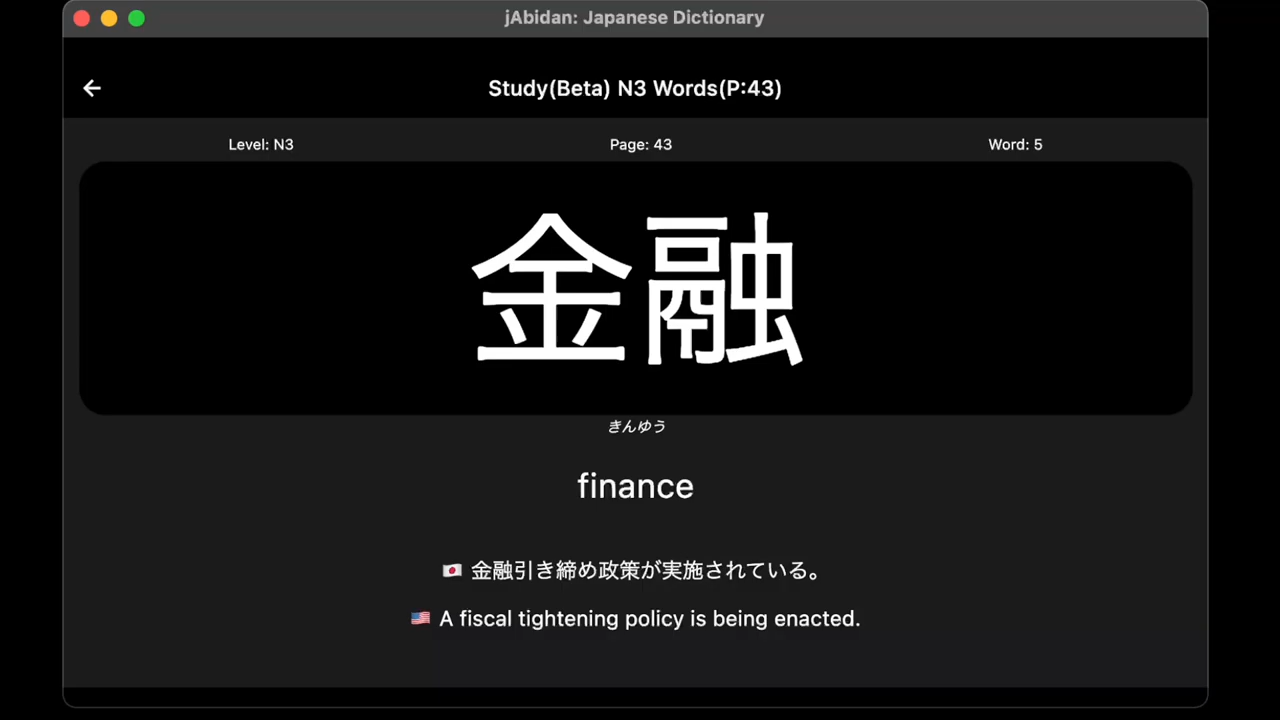 jAbidan: Japanese Dictionary
Study(Beta) N3 Words(P:43)
Level: N3
Page: 43
Word: 5
金融
きんゆう
finance
🇯🇵 金融引き締め政策が実施されている。
🇺🇸 A fiscal tightening policy is being enacted.